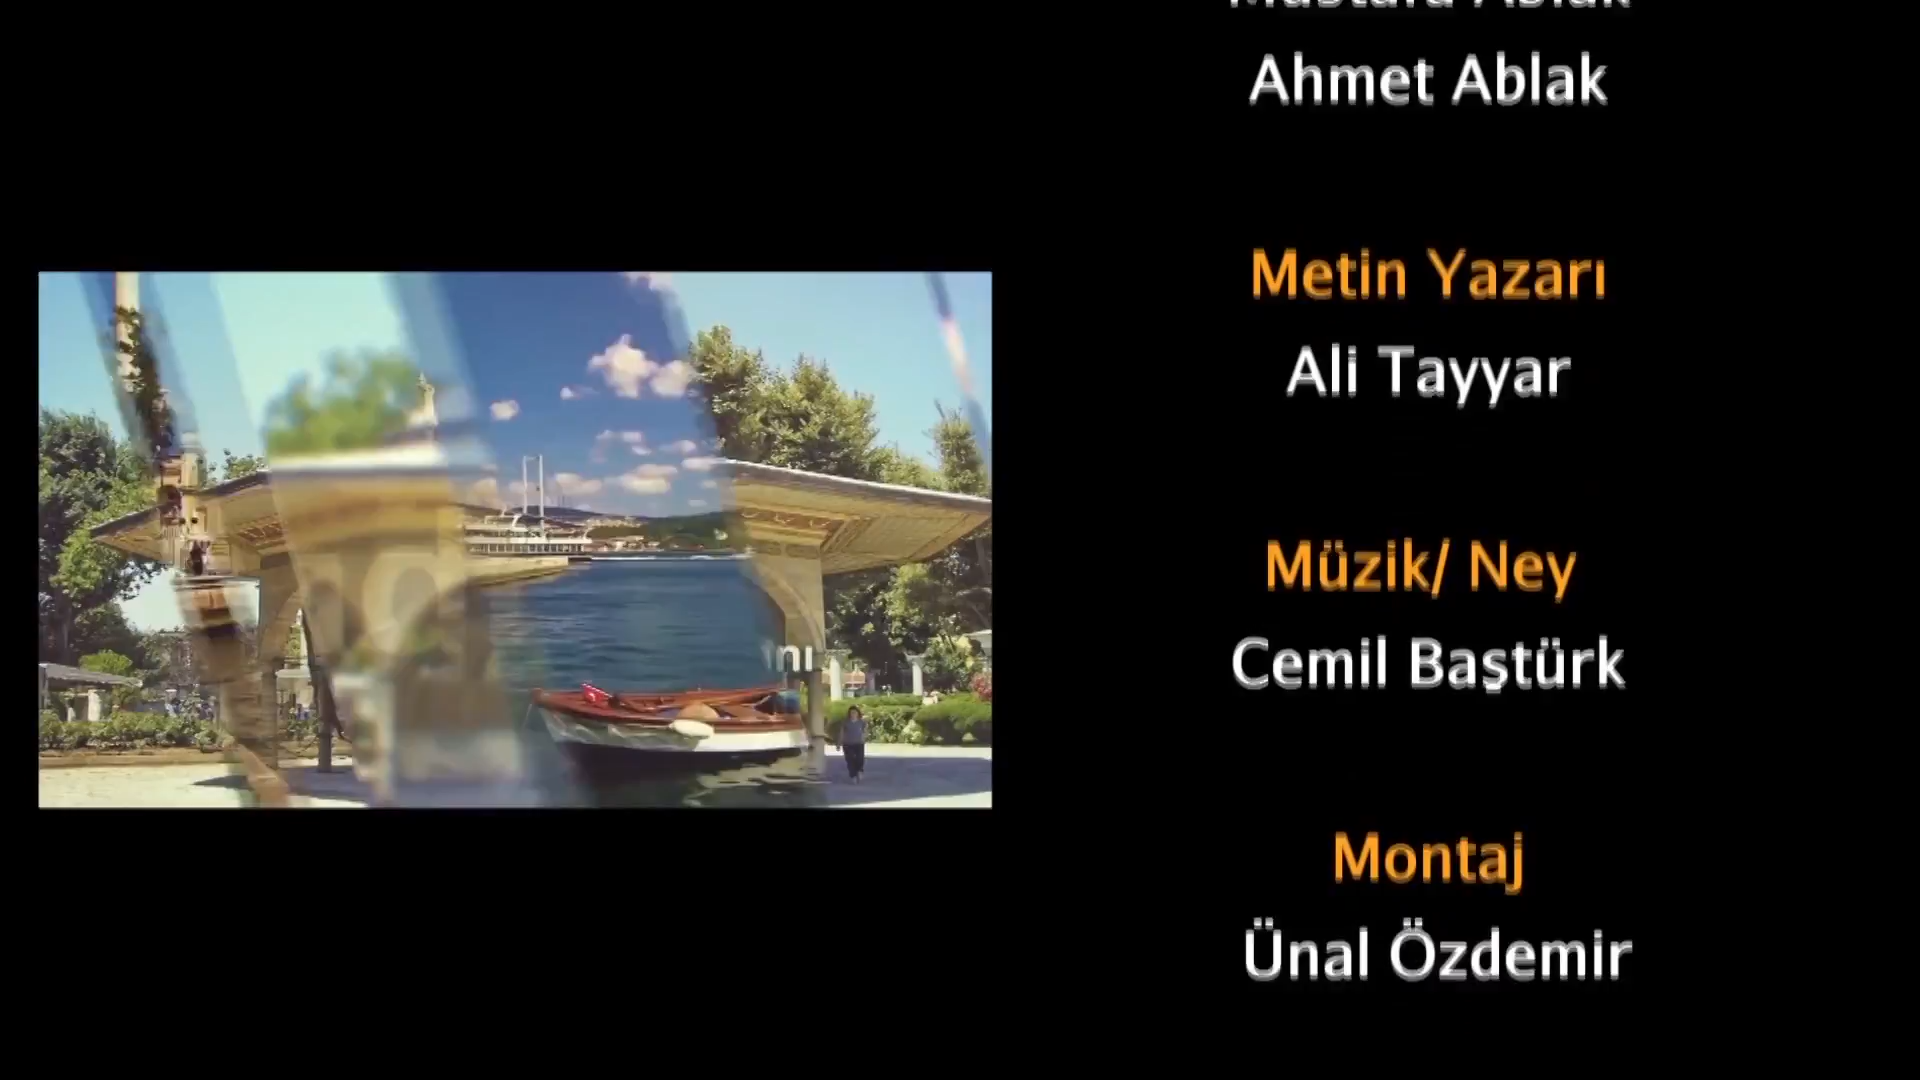 Ahmet Ablak
Metin Yazarı
Ali Tayyar
Müzik/ Ney
Cemil Baştürk
Montaj
Ünal Özdemir